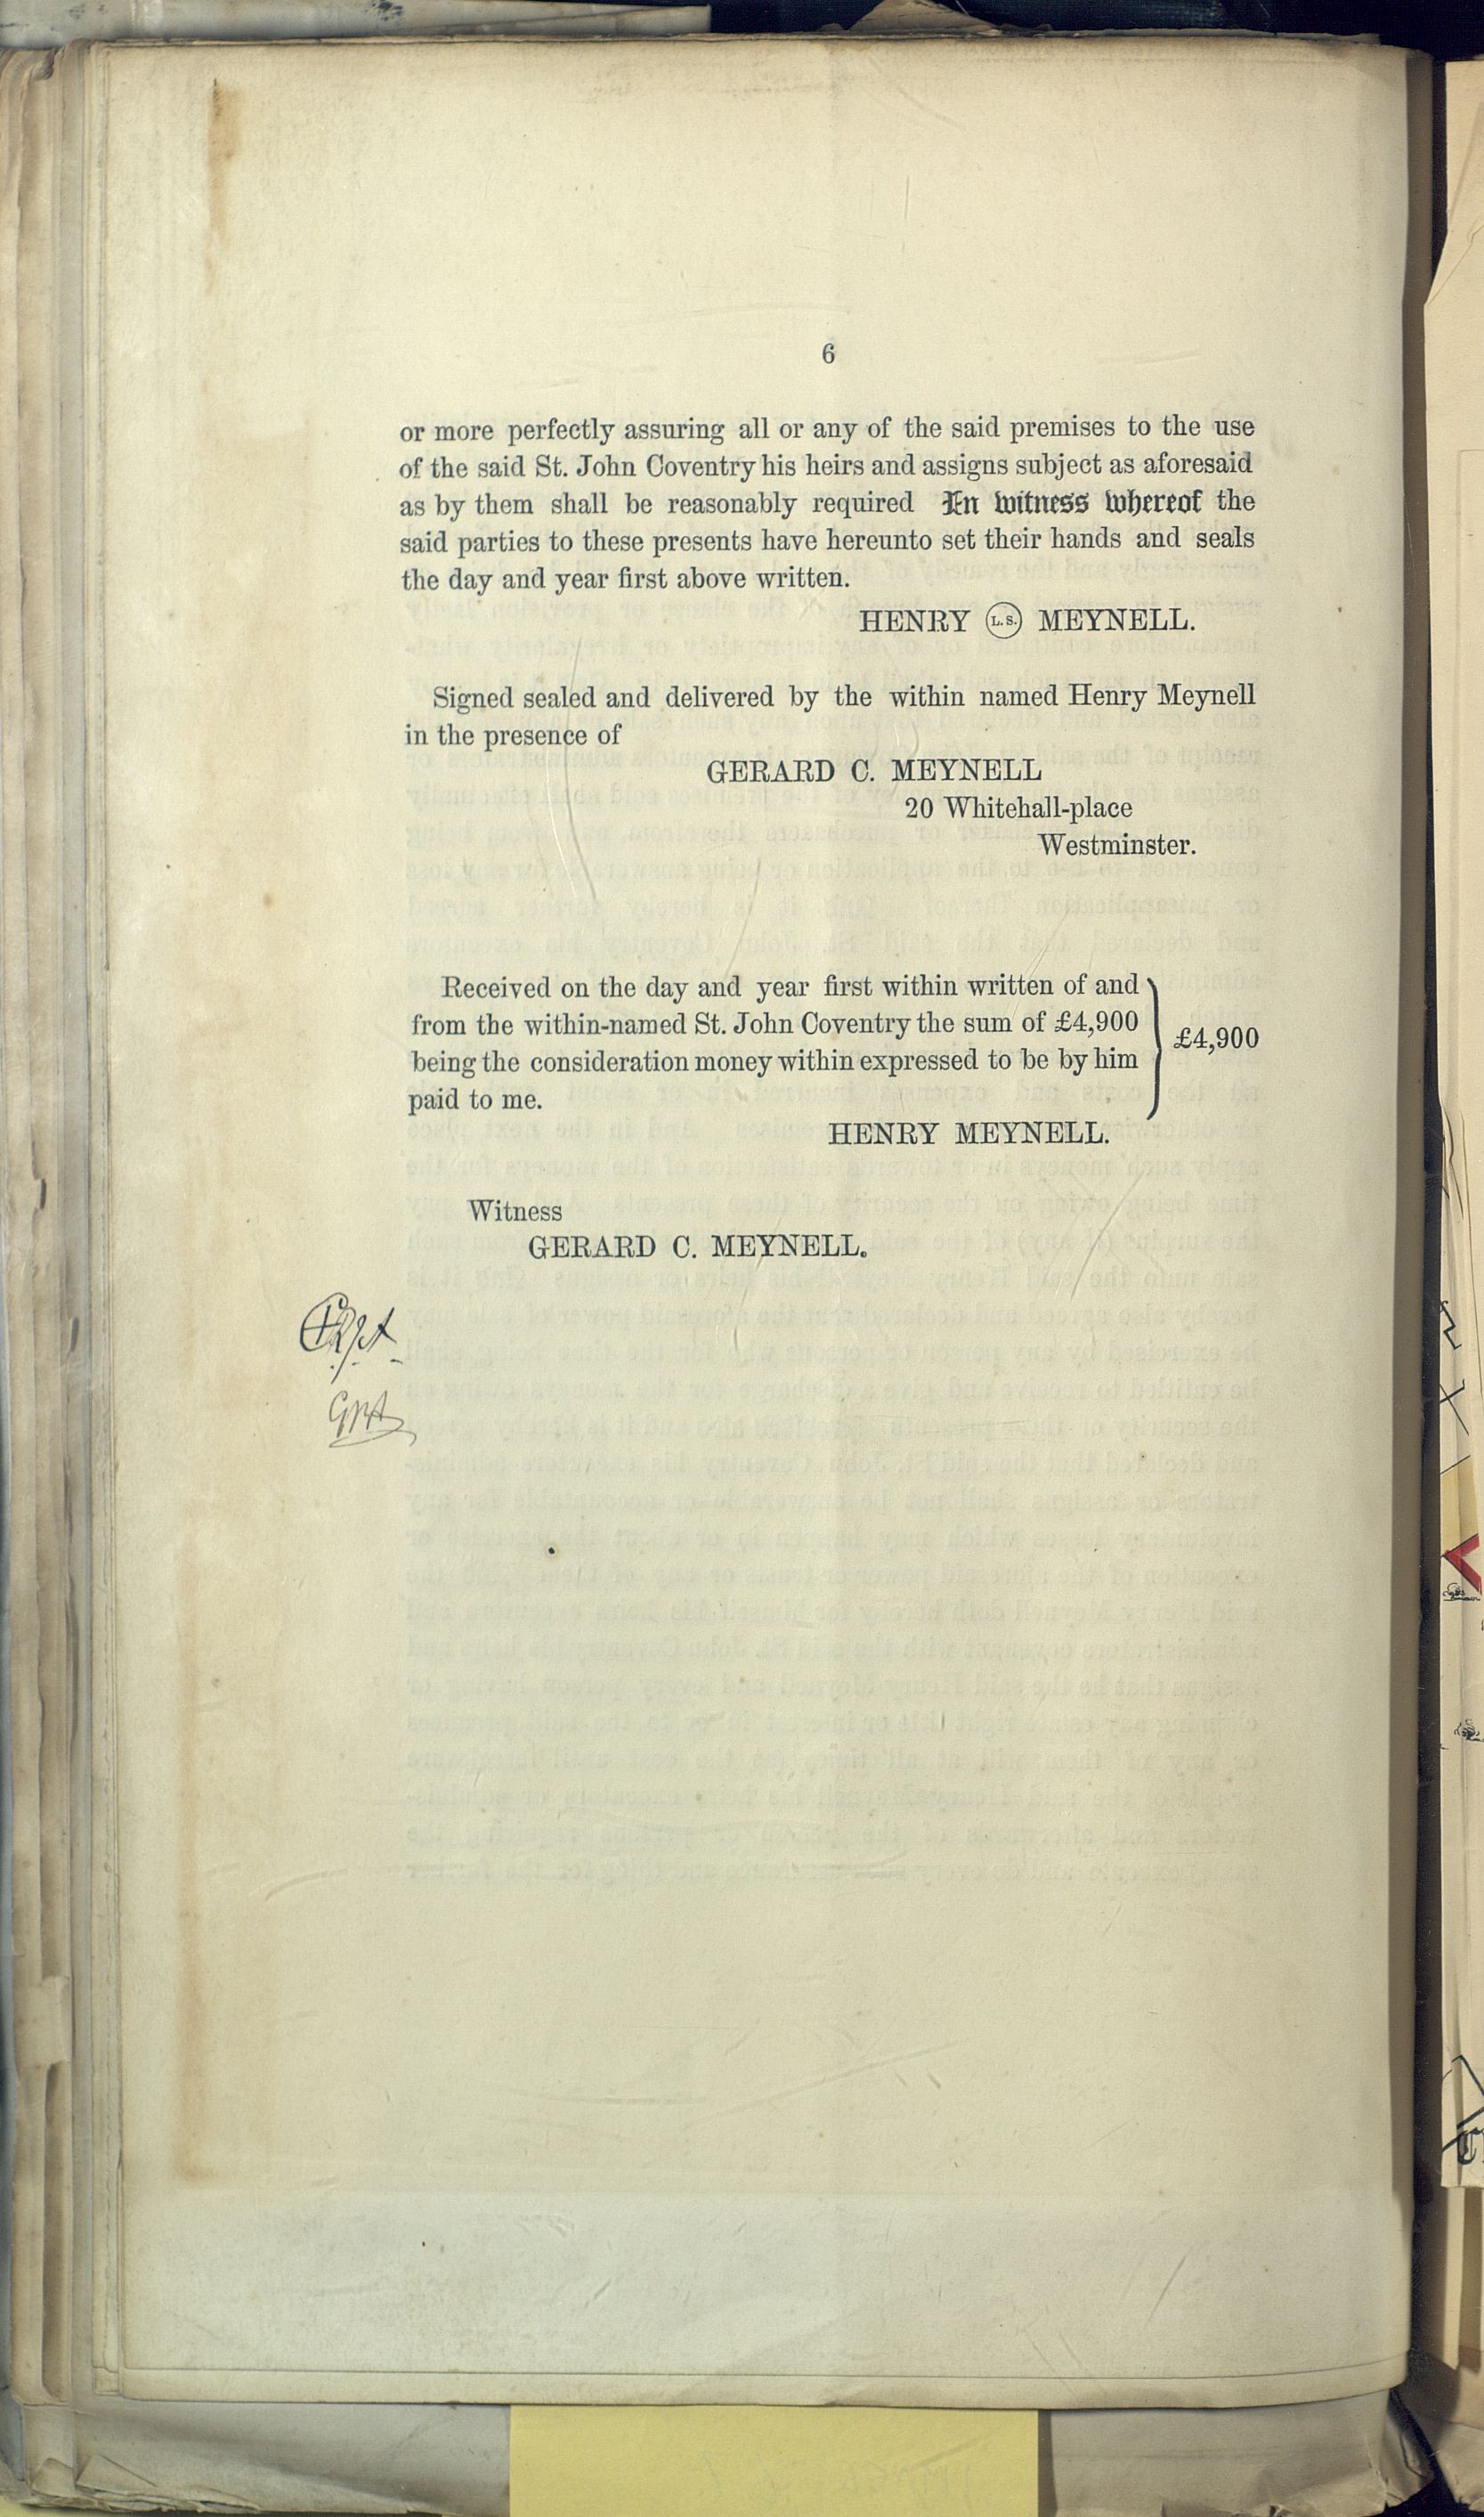 6
or more perfectly assuring all or any of the said premises to the use
of the said St. John Coventry his heirs and assigns subject as aforesaid
as by them shall be reasonably required In witness whereof the
said parties to these presents have hereunto set their hands and seals
the day and year first above written.
HENRY L.S. MEYNELL.
Signed sealed and delivered by the within named Henry Meynell
in the presence of
GERARD C. MEYNELL
20 Whitehall-place
Westminster.
Received on the day and year first within written of and
from the within-named St. John Coventry the sum of £4,900
being the consideration money within expressed to be by him
paid to me.
£4,900
HENRY MEYNELL.
Witness
GERARD C. MEYNELL.